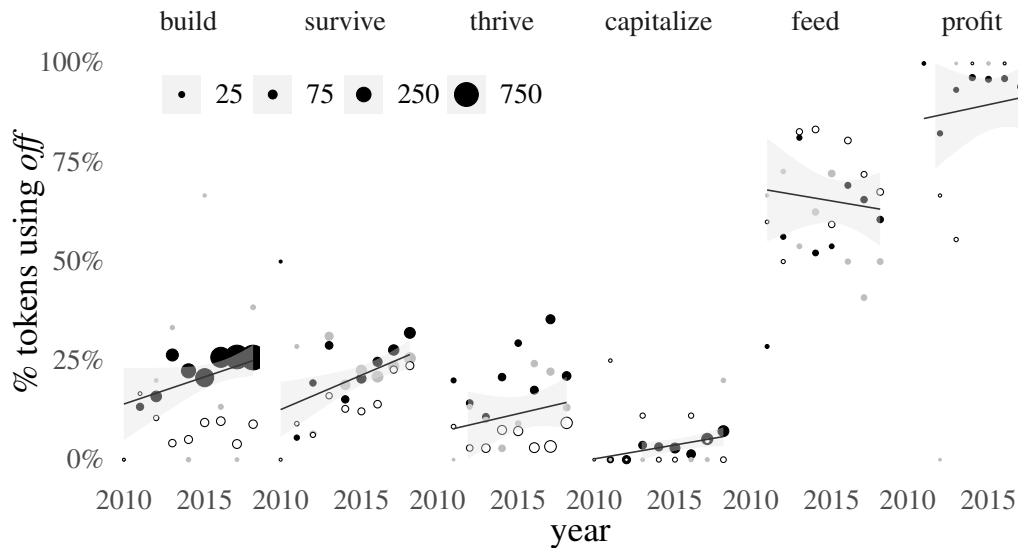 build survive thrive capitalize feed profit
100%
25 75 250 750
75%
50%
25%
0%
% tokens using off
2010 2015 2010 2015 2010 2015 2010 2015 2010 2015 2010 2015
year